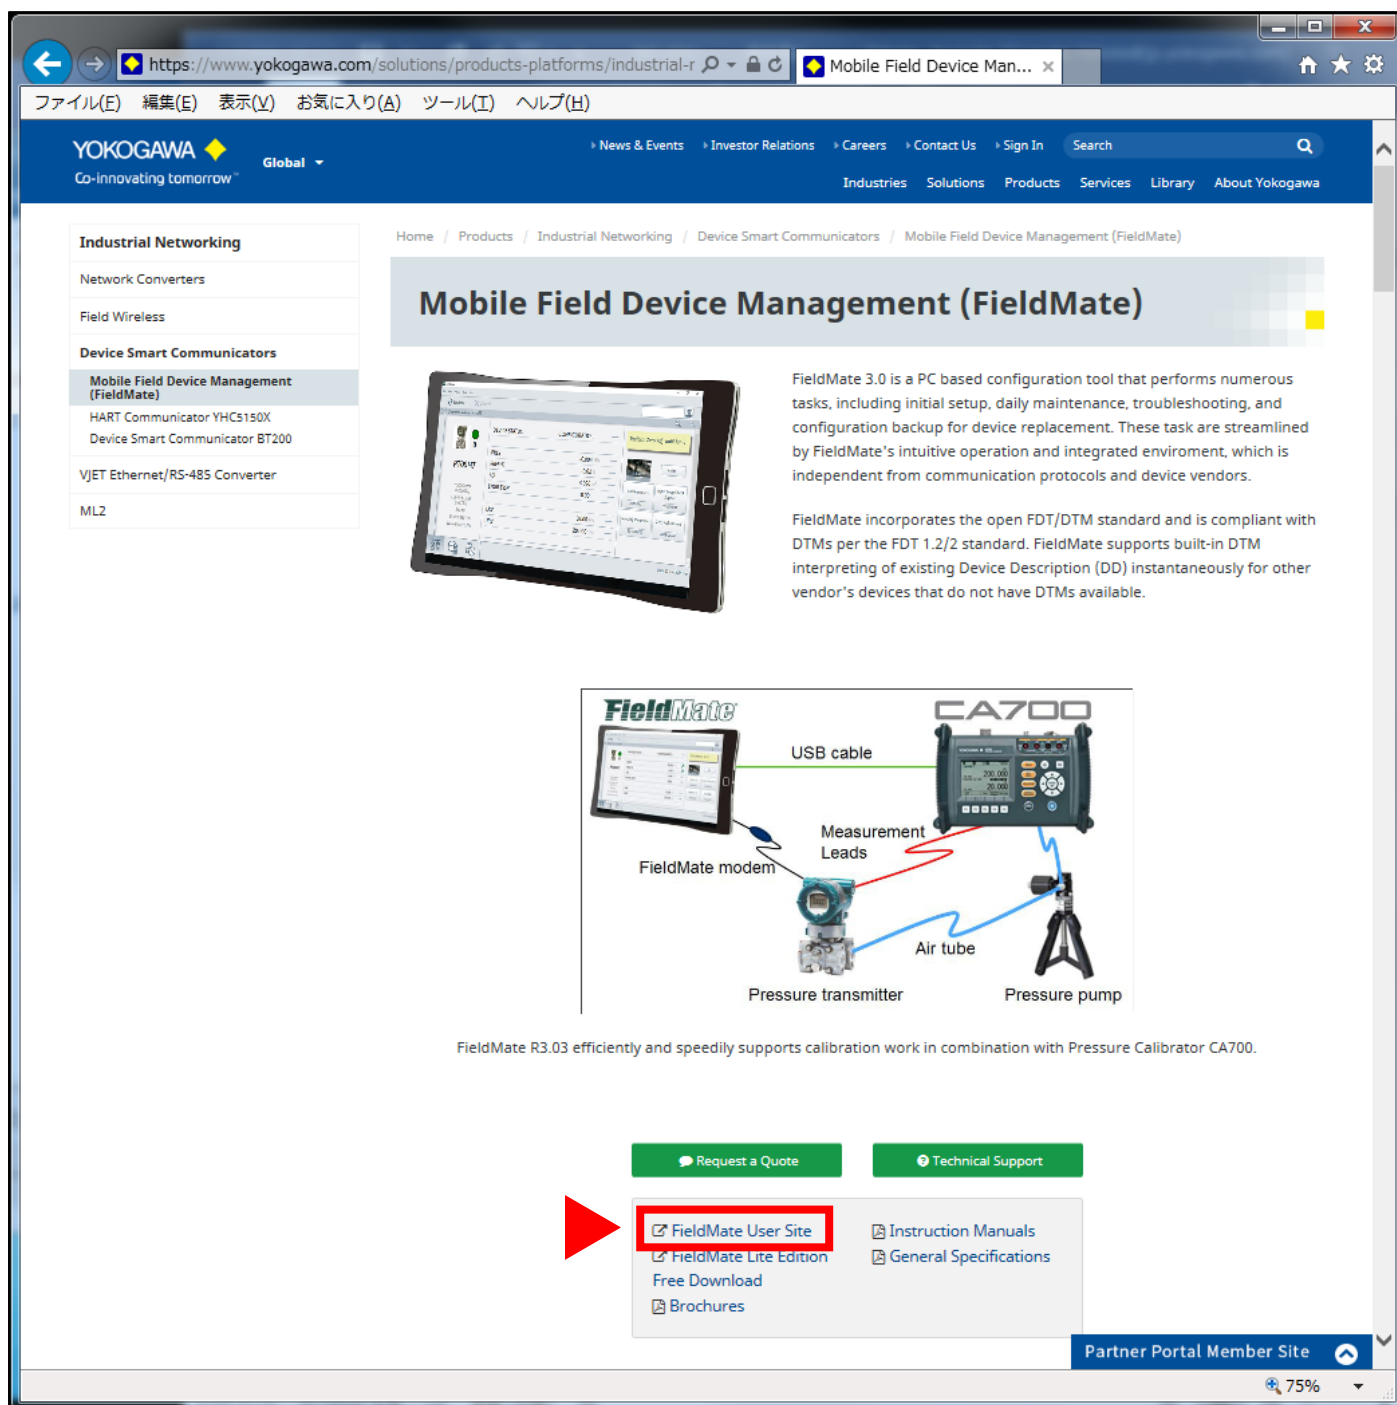 https://www.yokogawa.com/solutions/products-platforms/industrial-r
Mobile Field Device Man...
ファイル(F) 編集(E) 表示(V) お気に入り(A) ツール(T) ヘルプ(H)
YOKOGAWA
Co-innovating tomorrow™
Global
News & Events Investor Relations Careers Contact Us Sign In Search
Industries Solutions Products Services Library About Yokogawa
Industrial Networking
Network Converters
Field Wireless
Device Smart Communicators
Mobile Field Device Management
(FieldMate)
HART Communicator YHC5150X
Device Smart Communicator BT200
VJET Ethernet/RS-485 Converter
ML2
Home / Products / Industrial Networking / Device Smart Communicators / Mobile Field Device Management (FieldMate)
Mobile Field Device Management (FieldMate)
FieldMate 3.0 is a PC based configuration tool that performs numerous
tasks, including initial setup, daily maintenance, troubleshooting, and
configuration backup for device replacement. These task are streamlined
by FieldMate's intuitive operation and integrated enviroment, which is
independent from communication protocols and device vendors.
FieldMate incorporates the open FDT/DTM standard and is compliant with
DTMs per the FDT 1.2/2 standard. FieldMate supports built-in DTM
interpreting of existing Device Description (DD) instantaneously for other
vendor's devices that do not have DTMs available.
FieldMate
CA700
USB cable
200.000
20.000
Measurement
Leads
FieldMate modem
Air tube
Pressure transmitter
Pressure pump
FieldMate R3.03 efficiently and speedily supports calibration work in combination with Pressure Calibrator CA700.
Request a Quote
Technical Support
FieldMate User Site
FieldMate Lite Edition
Free Download
Brochures
Instruction Manuals
General Specifications
Partner Portal Member Site
75%